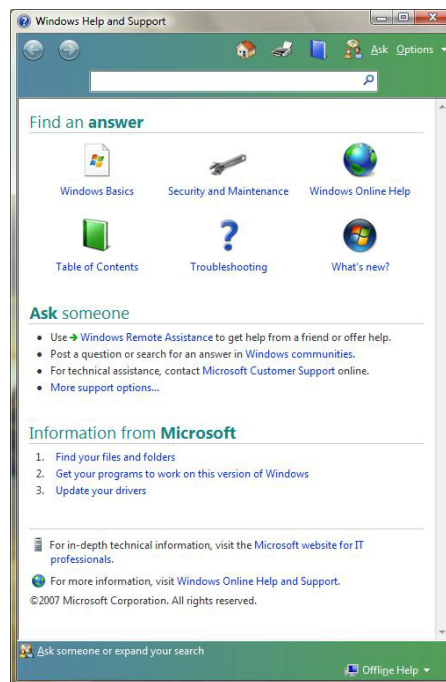 Windows Help and Support
Ask Options
Find an answer
Windows Basics
Security and Maintenance
Windows Online Help
Table of Contents
Troubleshooting
What's new?
Ask someone
Use Windows Remote Assistance to get help from a friend or offer help.
Post a question or search for an answer in Windows communities.
For technical assistance, contact Microsoft Customer Support online.
More support options...
Information from Microsoft
1. Find your files and folders
2. Get your programs to work on this version of Windows
3. Update your drivers
For in-depth technical information, visit the Microsoft website for IT
professionals.
For more information, visit Windows Online Help and Support.
©2007 Microsoft Corporation. All rights reserved.
Ask someone or expand your search
Offline Help